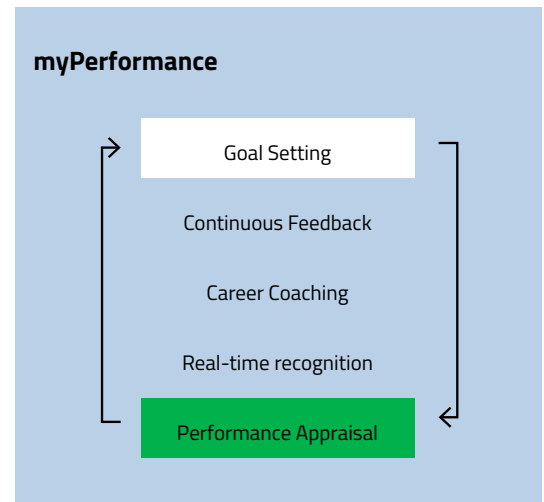 myPerformance
Goal Setting
Continuous Feedback
Career Coaching
Real-time recognition
Performance Appraisal